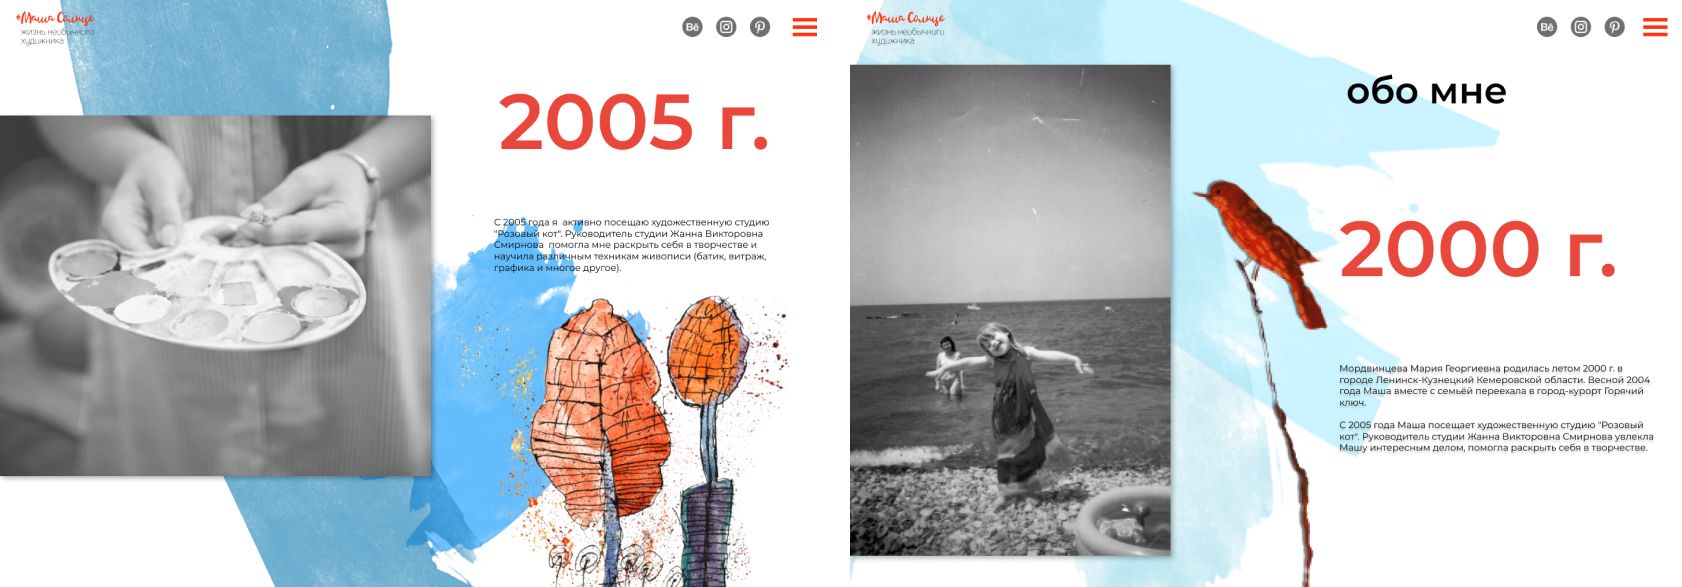 Маша Солнце
жизнь необычного
художника
Bē
2005 г.
С 2005 года я активно посещаю художественную студию
"Розовый кот". Руководитель студии Жанна Викторовна
Смирнова помогла мне раскрыть себя в творчестве и
научила различным техникам живописи (батик, витраж,
графика и многое другое).
Маша Солнце
жизнь необычного
художника
Bē
обо мне
2000 г.
Мордвинцева Мария Георгиевна родилась летом 2000 г. в
городе Ленинск-Кузнецкий Кемеровской области. Весной 2004
года Маша вместе с семьёй переехала в город-курорт Горячий
ключ.
С 2005 года Маша посещает художественную студию "Розовый
кот". Руководитель студии Жанна Викторовна Смирнова увлекла
Машу интересным делом, помогла раскрыть себя в творчестве.